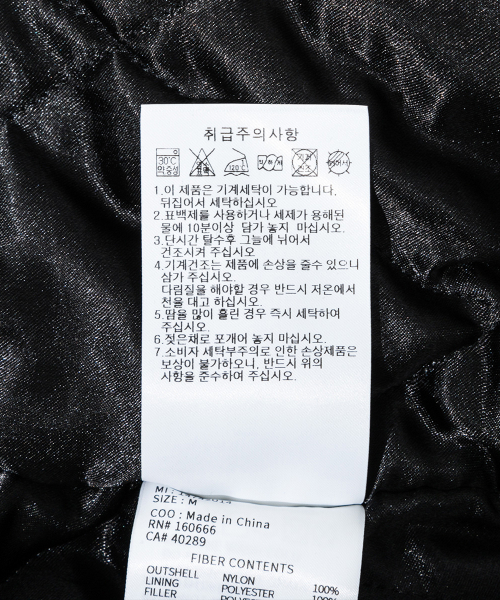 취급주의사항
30℃
약중성
120℃
1.이 제품은 기계세탁이 가능합니다.
뒤집어서 세탁하십시오
2.표백제를 사용하거나 세제가 용해된
물에 10분이상 담가 놓지 마십시오.
3.단시간 탈수후 그늘에 뉘어서
건조시켜 주십시오
4.기계건조는 제품에 손상을 줄수 있으니
삼가 주십시오.
다림질을 해야할 경우 반드시 저온에서
천을 대고 하십시오.
5.땀을 많이 흘린 경우 즉시 세탁하여
주십시오.
6.젖은채로 포개어 놓지 마십시오.
7.소비자 세탁부주의로 인한 손상제품은
보상이 불가하오니, 반드시 위의
사항을 준수하여 주십시오.
SIZE : M
COO : Made in China
RN# 160666
CA# 40289
FIBER CONTENTS
OUTSHELL NYLON
LINING POLYESTER 100%
FILLER 100%